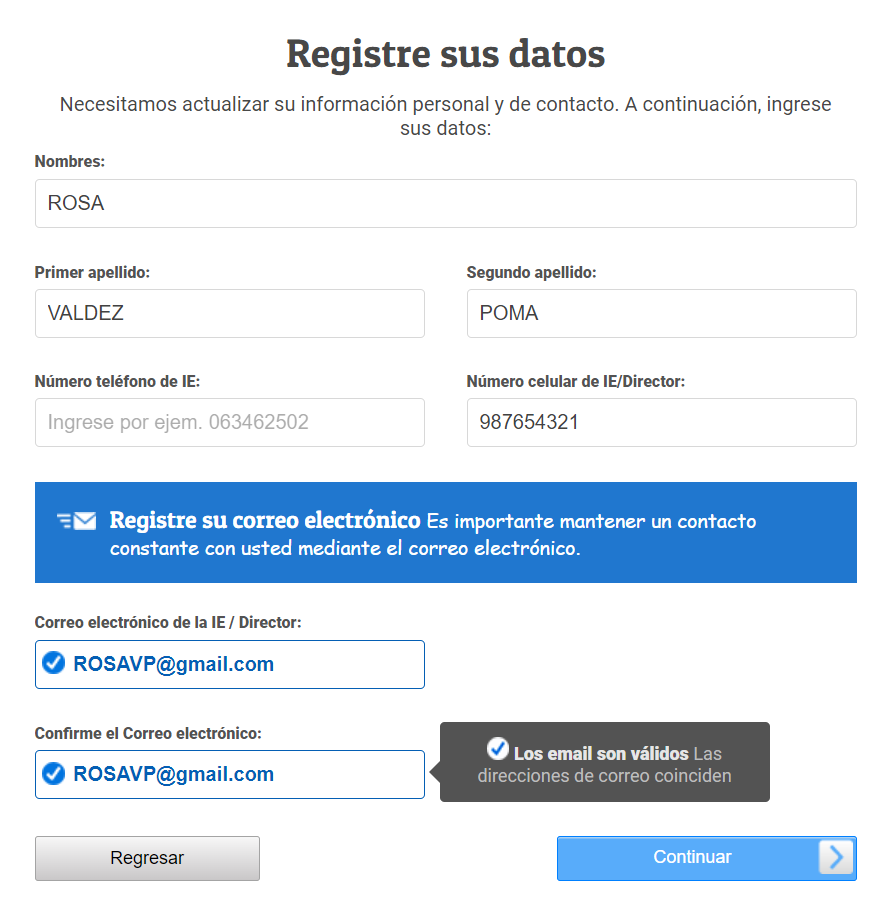 Registre sus datos
Necesitamos actualizar su información personal y de contacto. A continuación, ingrese
sus datos:
Nombres:
ROSA
Primer apellido:
Segundo apellido:
VALDEZ
POMA
Número teléfono de IE:
Número celular de IE/Director:
Ingrese por ejem. 063462502
987654321
Registre su correo electrónico Es importante mantener un contacto
constante con usted mediante el correo electrónico.
Correo electrónico de la IE / Director:
ROSAVP@gmail.com
Confirme el Correo electrónico:
ROSAVP@gmail.com
Los email son válidos Las
direcciones de correo coinciden
Regresar
Continuar